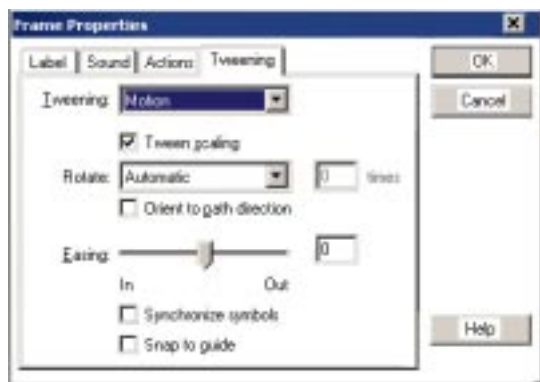 Frame Properties
Label Sound Actions Tweening OK
Tweening: Motion Cancel
Tween scaling
Rotate: Automatic 0 times
Orient to path direction
Easing: 0
In Out
Synchronize symbols
Snap to guide Help